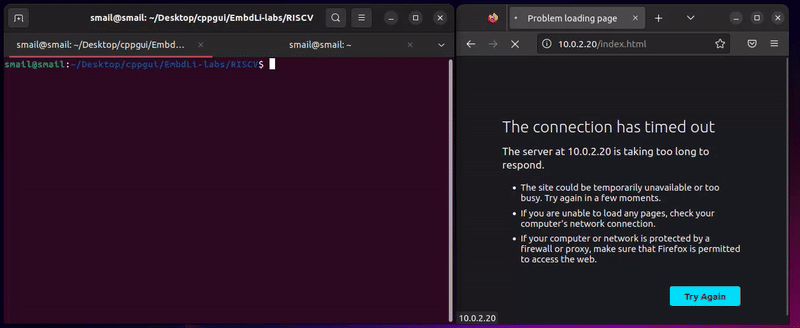 smail@smail: ~/Desktop/cppgui/EmbdLi-labs/RISCV
smail@smail: ~/Desktop/cppgui/Embd…
smail@smail: ~
smail@smail:~/Desktop/cppgui/EmbdLi-labs/RISCV$
Problem loading page
10.0.2.20/index.html
The connection has timed out
The server at 10.0.2.20 is taking too long to
respond.
The site could be temporarily unavailable or too
busy. Try again in a few moments.
If you are unable to load any pages, check your
computer's network connection.
If your computer or network is protected by a
firewall or proxy, make sure that Firefox is permitted
to access the web.
Try Again
10.0.2.20